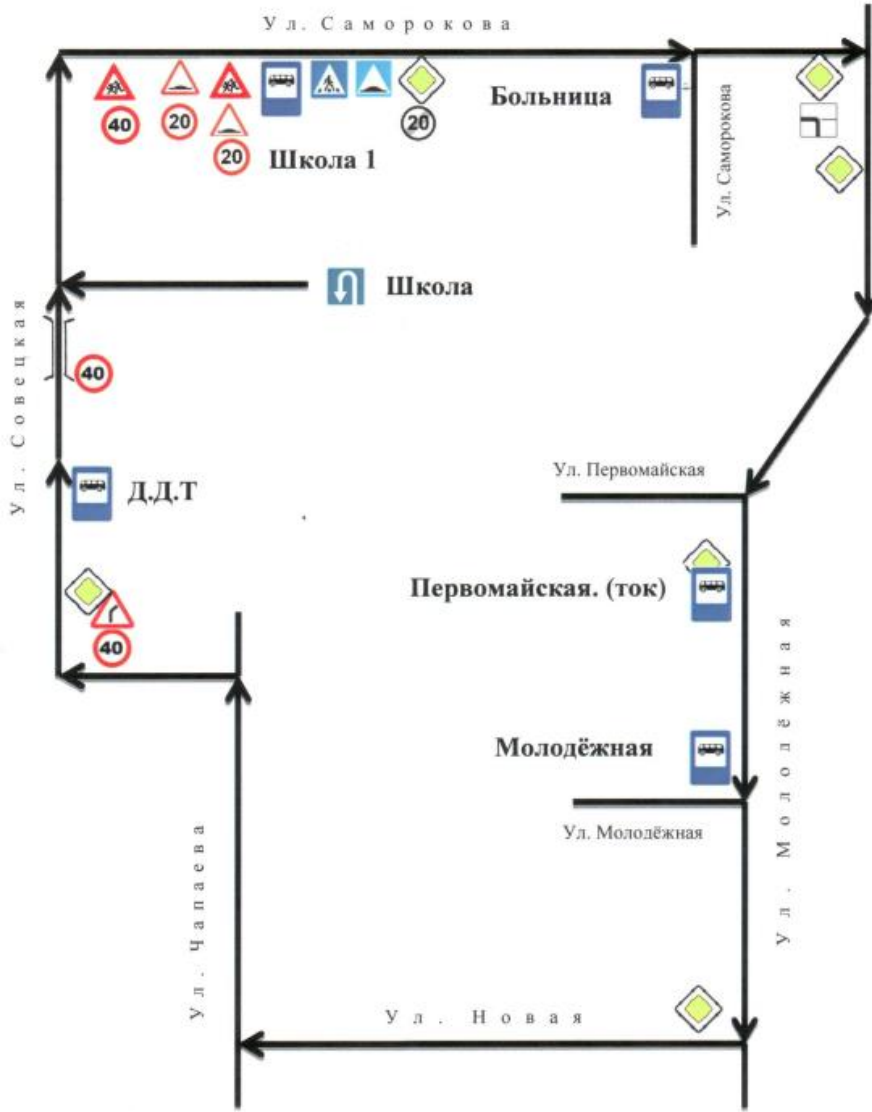 Ул. Саморокова
40
20
20
Школа 1
20
Больница
Ул. Саморокова
Школа
Ул. Совецкая
40
Д.Д.Т
Ул. Первомайская
Первомайская. (ток)
40
Ул. Мололёжная
Молодёжная
Ул. Молодёжная
Ул. Чапаева
Ул. Новая